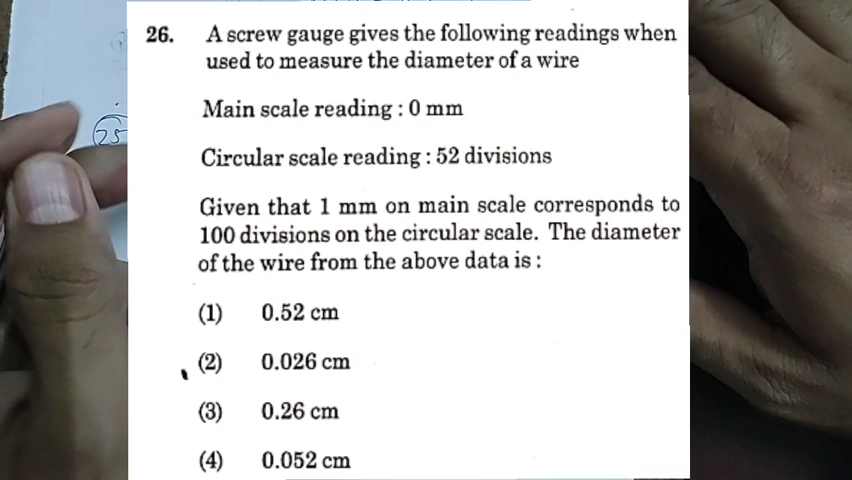 26. A screw gauge gives the following readings when
used to measure the diameter of a wire
Main scale reading : 0 mm
Circular scale reading : 52 divisions
Given that 1 mm on main scale corresponds to
100 divisions on the circular scale. The diameter
of the wire from the above data is :
(1) 0.52 cm
(2) 0.026 cm
(3) 0.26 cm
(4) 0.052 cm
25